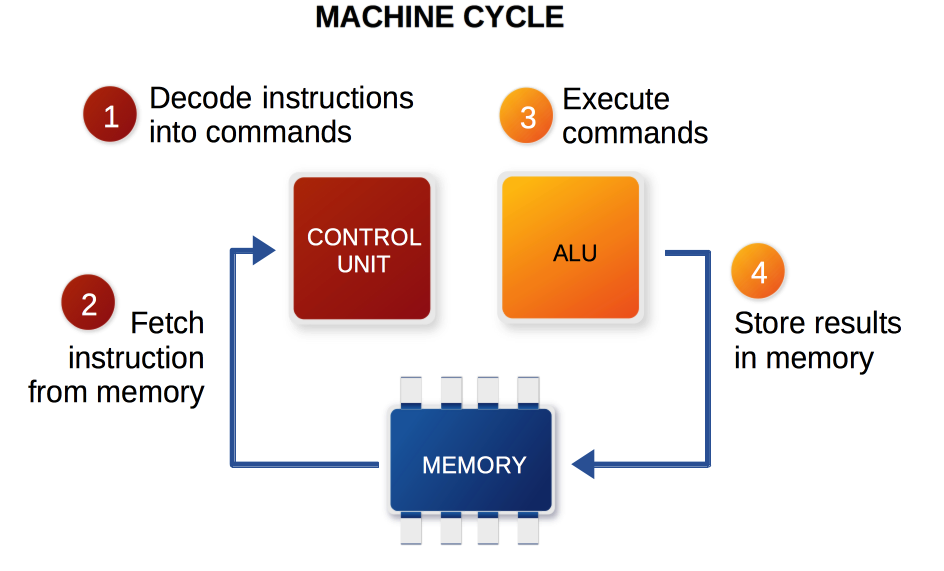 MACHINE CYCLE
1
Decode instructions
into commands
3
Execute
commands
CONTROL
UNIT
ALU
2
Fetch
instruction
from memory
4
Store results
in memory
MEMORY